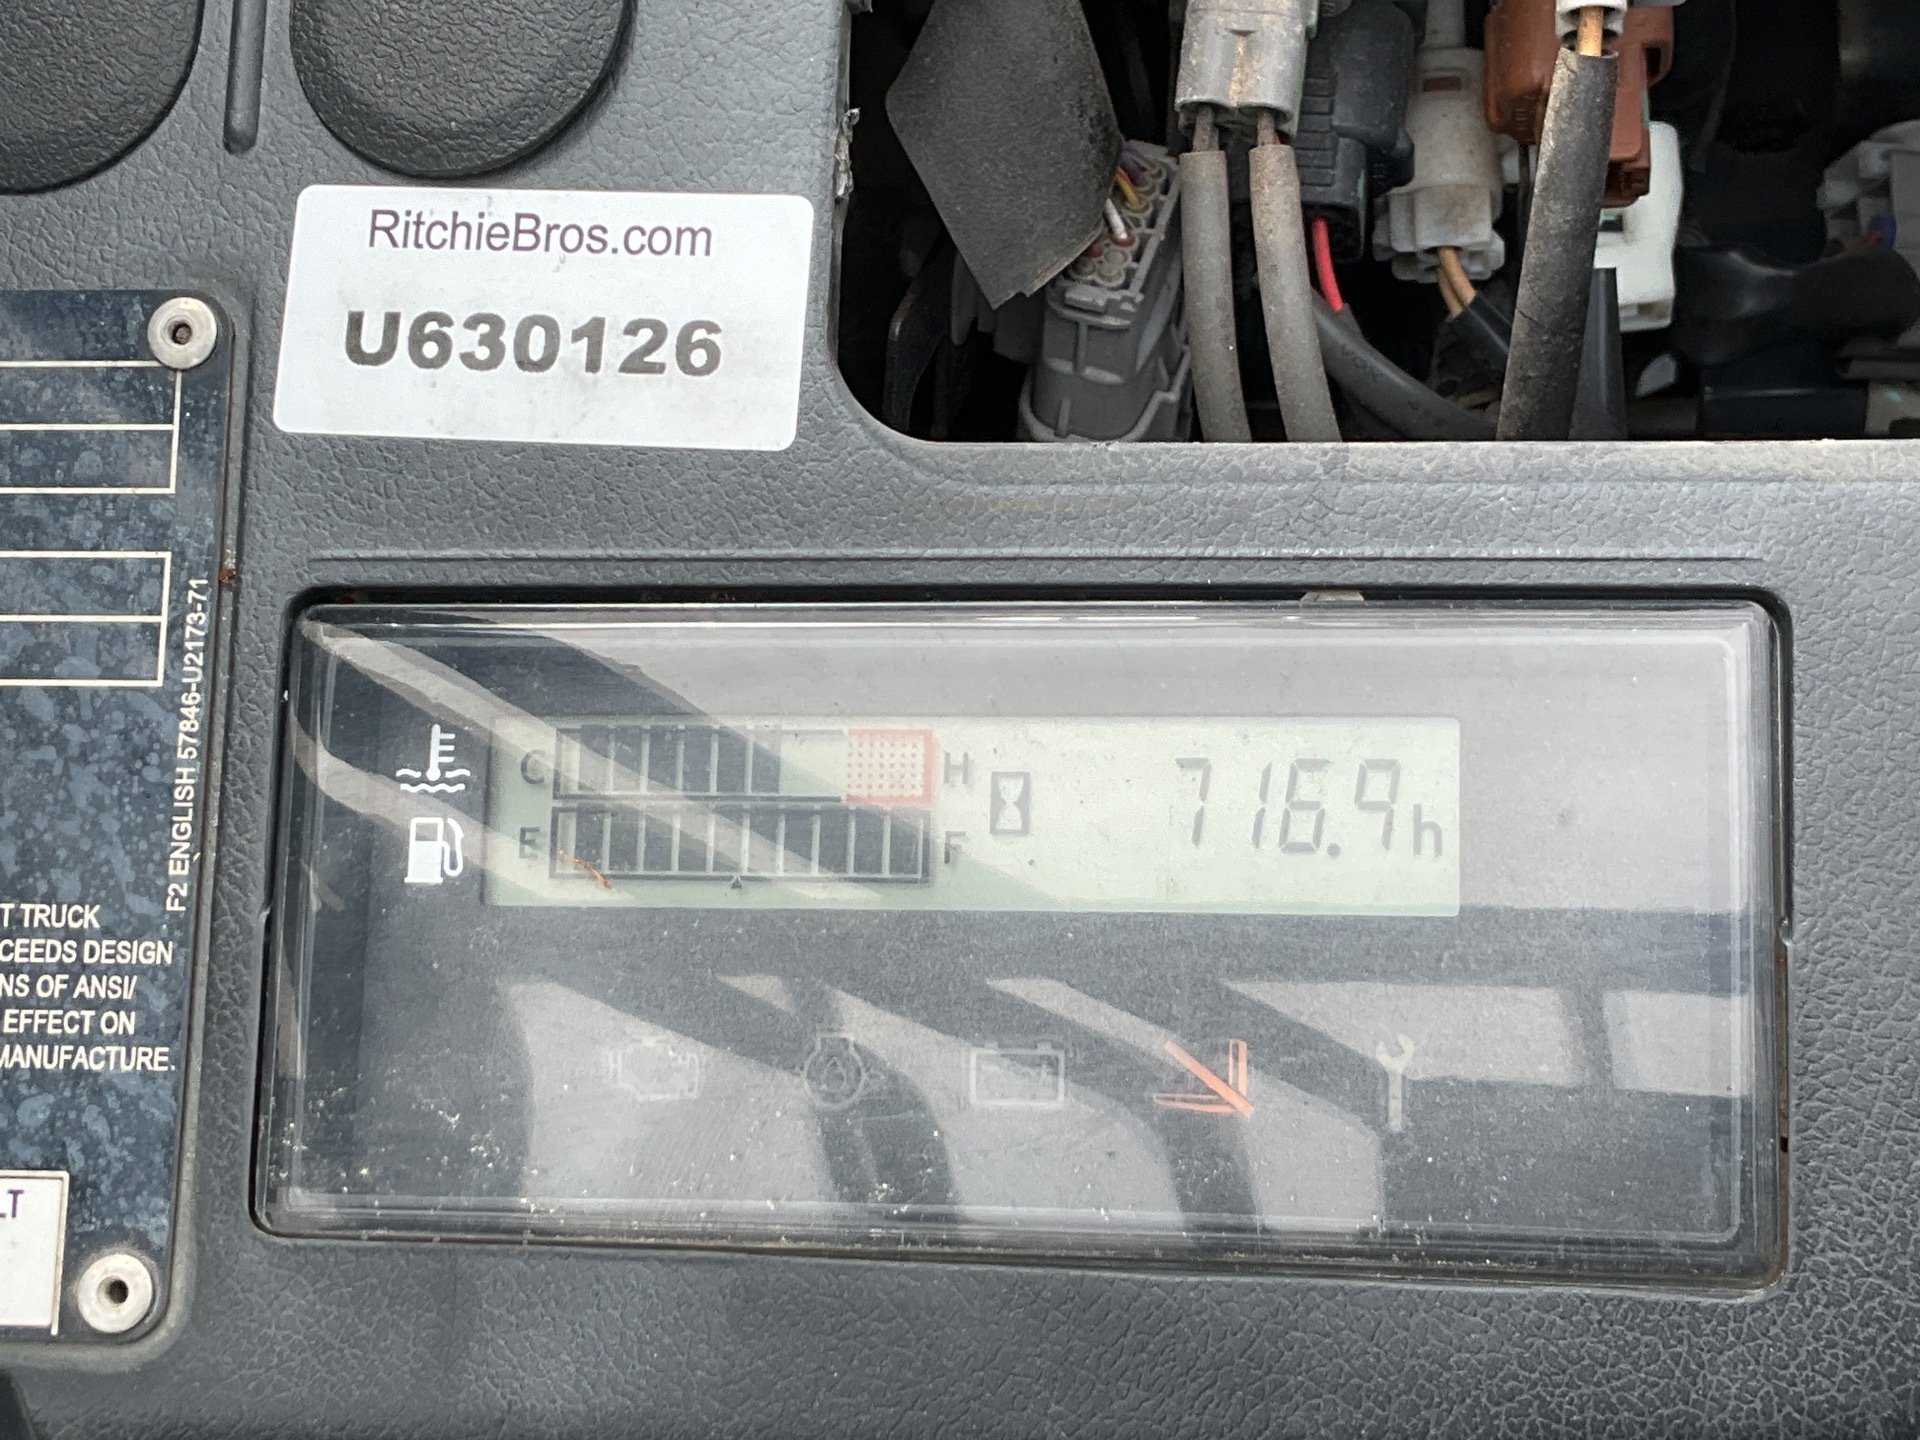 RitchieBros.com
U630126
F2 ENGLISH 57846-U2173-71
T TRUCK
CEEDS DESIGN
NS OF ANSI/
EFFECT ON
MANUFACTURE.
LT
C H
716.9h
E F